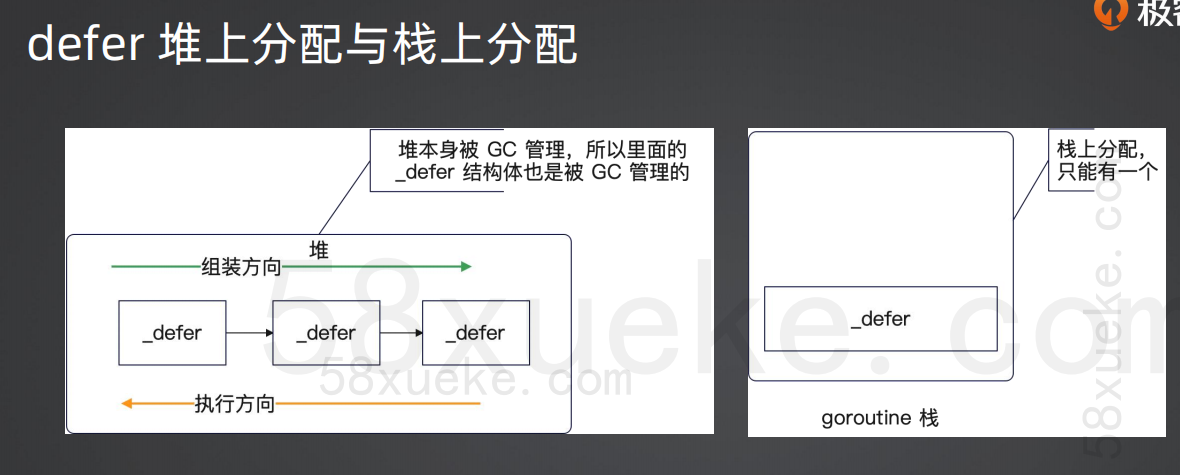 defer 堆上分配与栈上分配
极客
堆本身被 GC 管理，所以里面的
_defer 结构体也是被 GC 管理的
堆
组装方向
_defer
_defer
_defer
执行方向
栈上分配，
只能有一个
_defer
goroutine 栈
58xueke.com
58xueke.com
58xueke.com